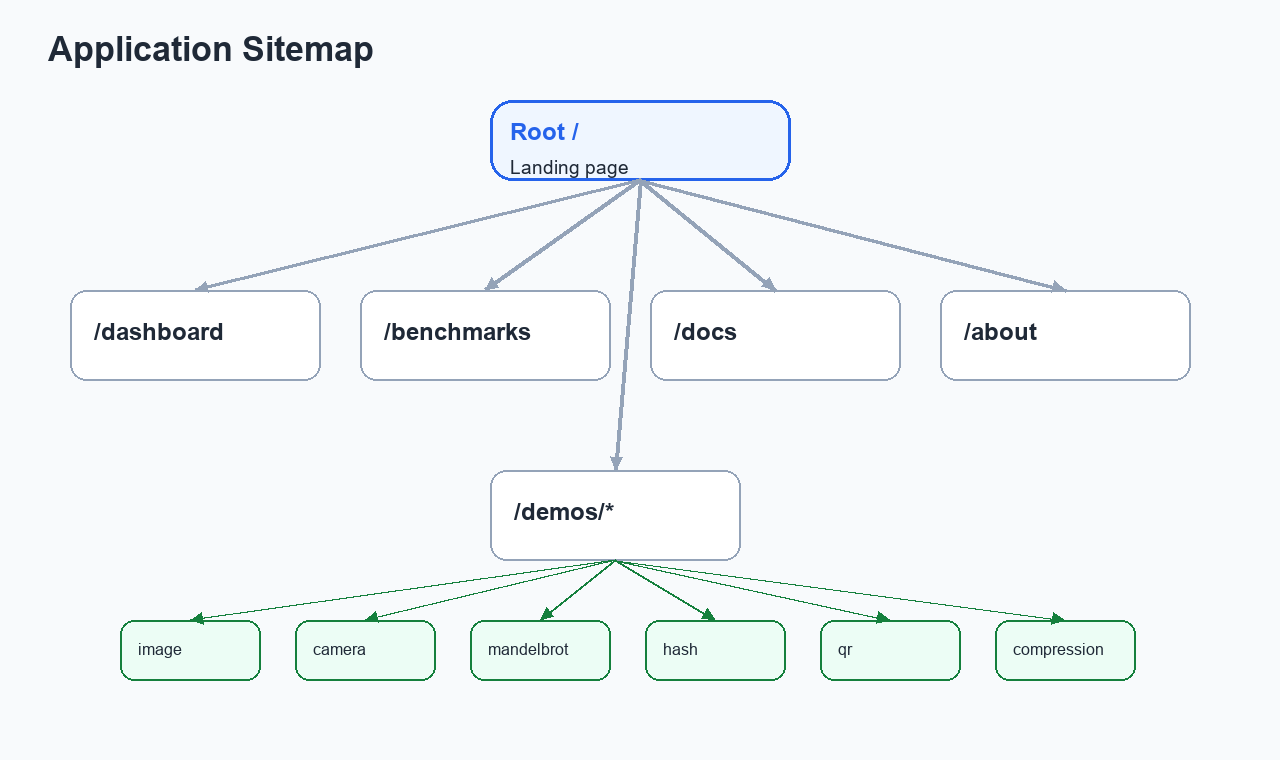 Application Sitemap
Root /
Landing page
/dashboard
/benchmarks
/docs
/about
/demos/*
image
camera
mandelbrot
hash
qr
compression